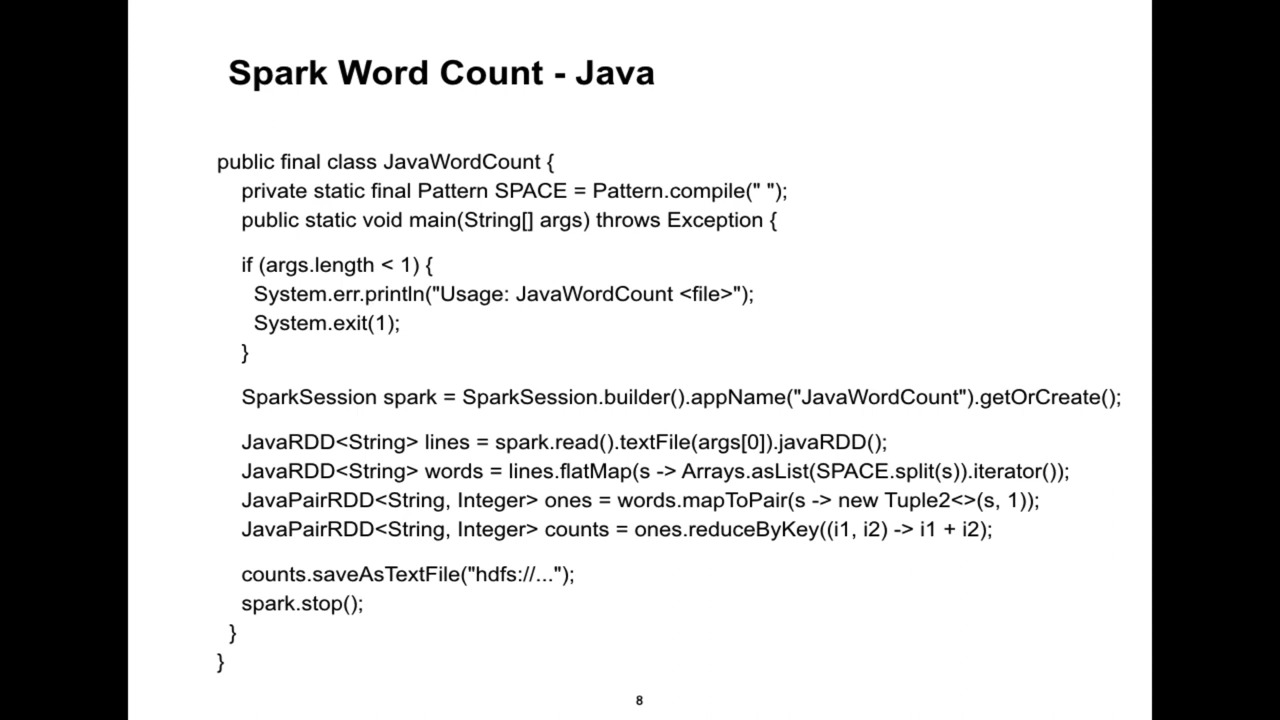 Spark Word Count - Java
public final class JavaWordCount {
private static final Pattern SPACE = Pattern.compile(" ");
public static void main(String[] args) throws Exception {
if (args.length < 1) {
System.err.println("Usage: JavaWordCount <file>");
System.exit(1);
}
SparkSession spark = SparkSession.builder().appName("JavaWordCount").getOrCreate();
JavaRDD<String> lines = spark.read().textFile(args[0]).javaRDD();
JavaRDD<String> words = lines.flatMap(s -> Arrays.asList(SPACE.split(s)).iterator());
JavaPairRDD<String, Integer> ones = words.mapToPair(s -> new Tuple2<>(s, 1));
JavaPairRDD<String, Integer> counts = ones.reduceByKey((i1, i2) -> i1 + i2);
counts.saveAsTextFile("hdfs://...");
spark.stop();
}
}
8